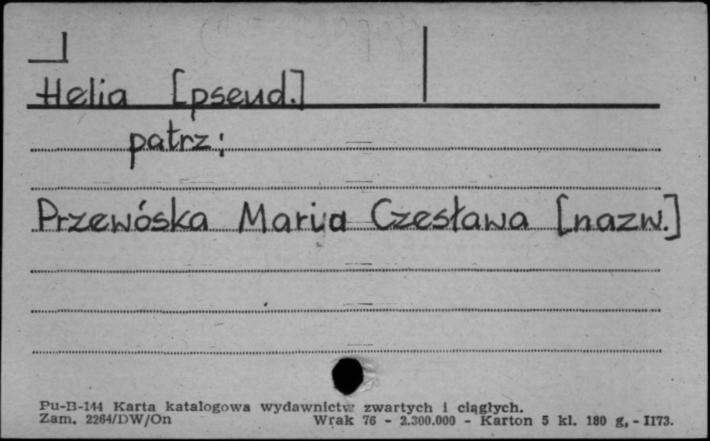 Helia [pseud.]
patrz:
Przewóska Maria Czesława [nazw.]
Pu-B-144 Karta katalogowa wydawnictw zwartych i ciągłych.
Zam. 2264/DW/On Wrak 76 - 2.300.000 - Karton 5 kl. 180 g, - II73.